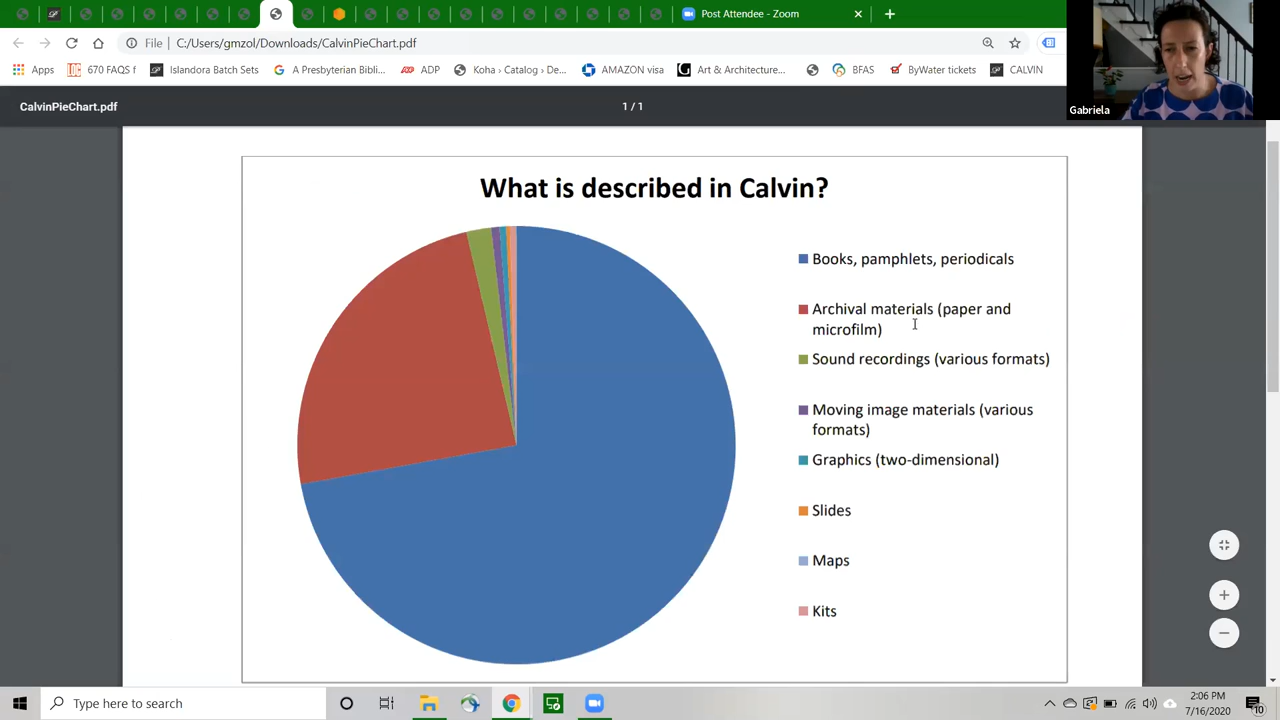 Post Attendee - Zoom
File
C:/Users/gmzol/Downloads/CalvinPieChart.pdf
Apps
670 FAQS f
Islandora Batch Sets
A Presbyterian Bibli...
ADP
Koha › Catalog › De...
AMAZON visa
Art & Architecture...
BFAS
ByWater tickets
CALVIN
Gabriela
CalvinPieChart.pdf
1 / 1
What is described in Calvin?
Books, pamphlets, periodicals
Archival materials (paper and
microfilm)
Sound recordings (various formats)
Moving image materials (various
formats)
Graphics (two-dimensional)
Slides
Maps
Kits
Type here to search
2:06 PM
7/16/2020
10